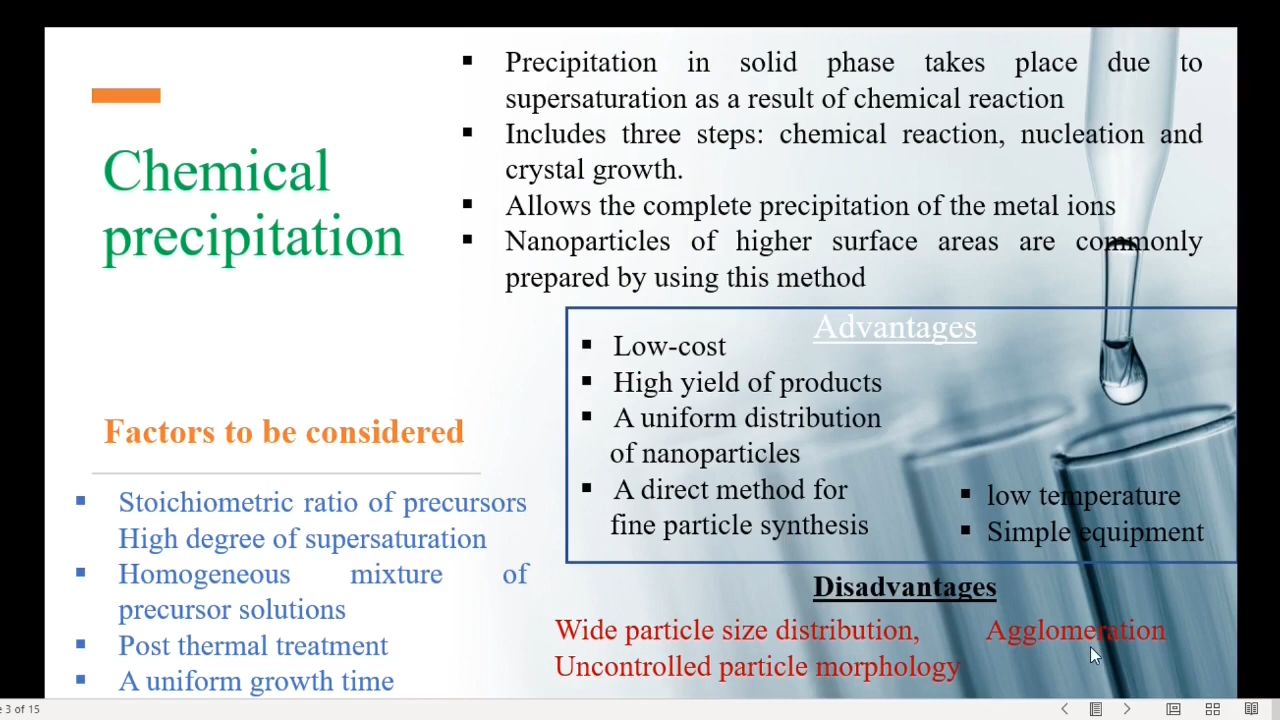 Chemical
precipitation
▪ Precipitation in solid phase takes place due to
supersaturation as a result of chemical reaction
▪ Includes three steps: chemical reaction, nucleation and
crystal growth.
▪ Allows the complete precipitation of the metal ions
▪ Nanoparticles of higher surface areas are commonly
prepared by using this method
Advantages
▪ Low-cost
▪ High yield of products
▪ A uniform distribution
of nanoparticles
▪ A direct method for
fine particle synthesis
▪ low temperature
▪ Simple equipment
Factors to be considered
▪ Stoichiometric ratio of precursors
High degree of supersaturation
▪ Homogeneous mixture of
precursor solutions
▪ Post thermal treatment
▪ A uniform growth time
Disadvantages
Wide particle size distribution, Agglomeration
Uncontrolled particle morphology
e 3 of 15